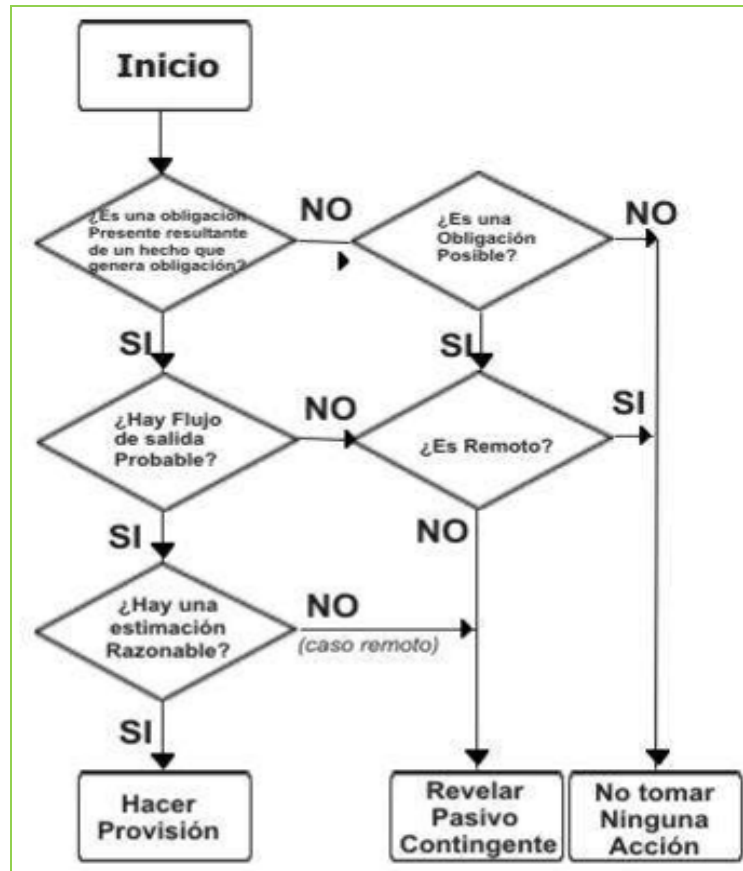 Inicio
¿Es una obligación
Presente resultante
de un hecho que
genera obligación?
NO
¿Es una
Obligación
Posible?
NO
SI
SI
¿Hay Flujo
de salida
Probable?
NO
¿Es Remoto?
SI
SI
NO
¿Hay una
estimación
Razonable?
NO
(caso remoto)
SI
Hacer
Provisión
Revelar
Pasivo
Contingente
No tomar
Ninguna
Acción